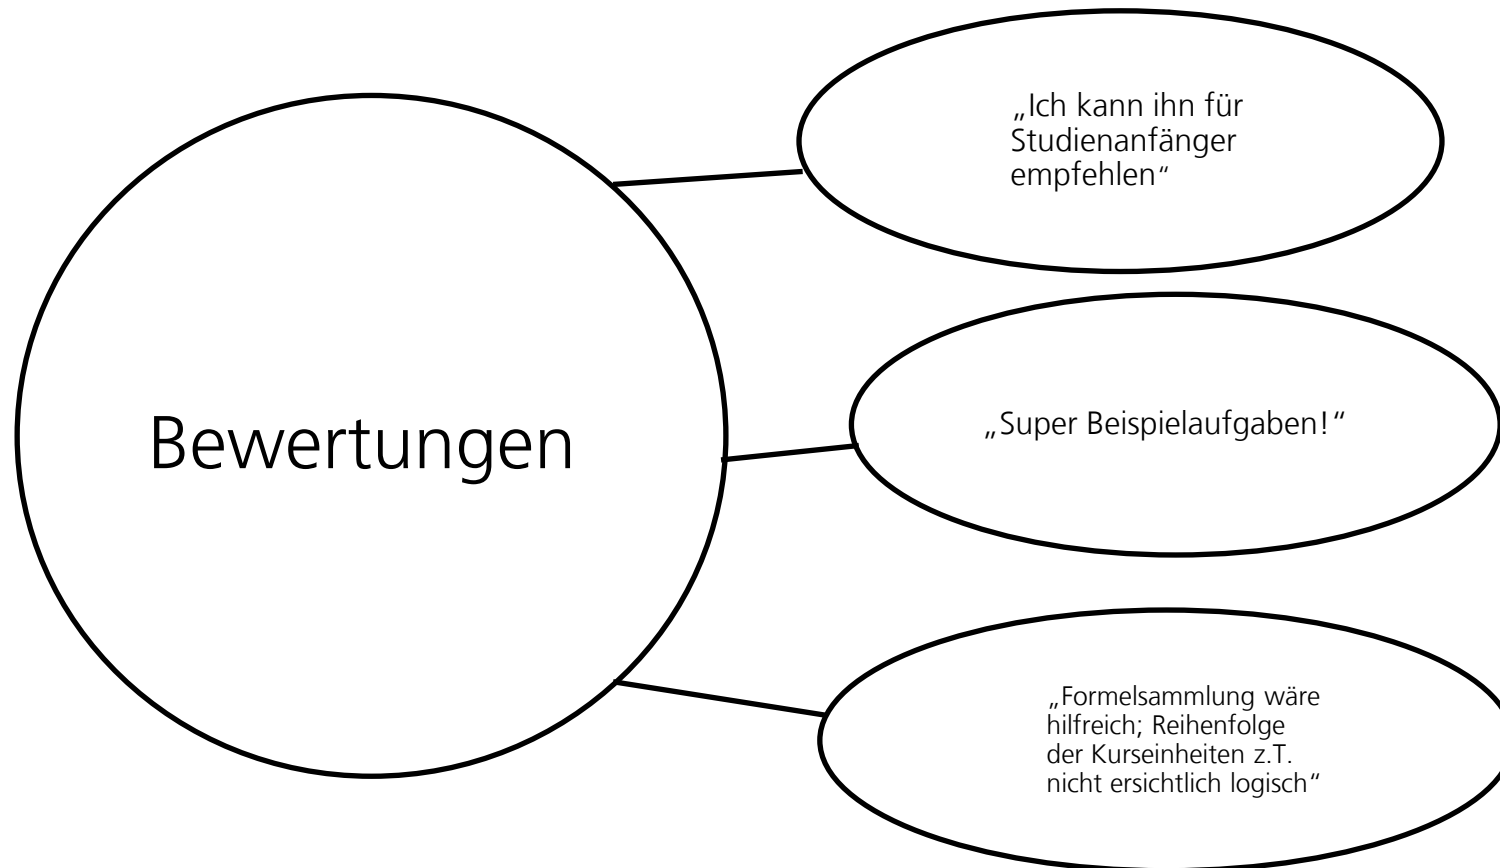 Bewertungen
„Ich kann ihn für
Studienanfänger
empfehlen“
„Super Beispielaufgaben!“
„Formelsammlung wäre
hilfreich; Reihenfolge
der Kurseinheiten z.T.
nicht ersichtlich logisch“